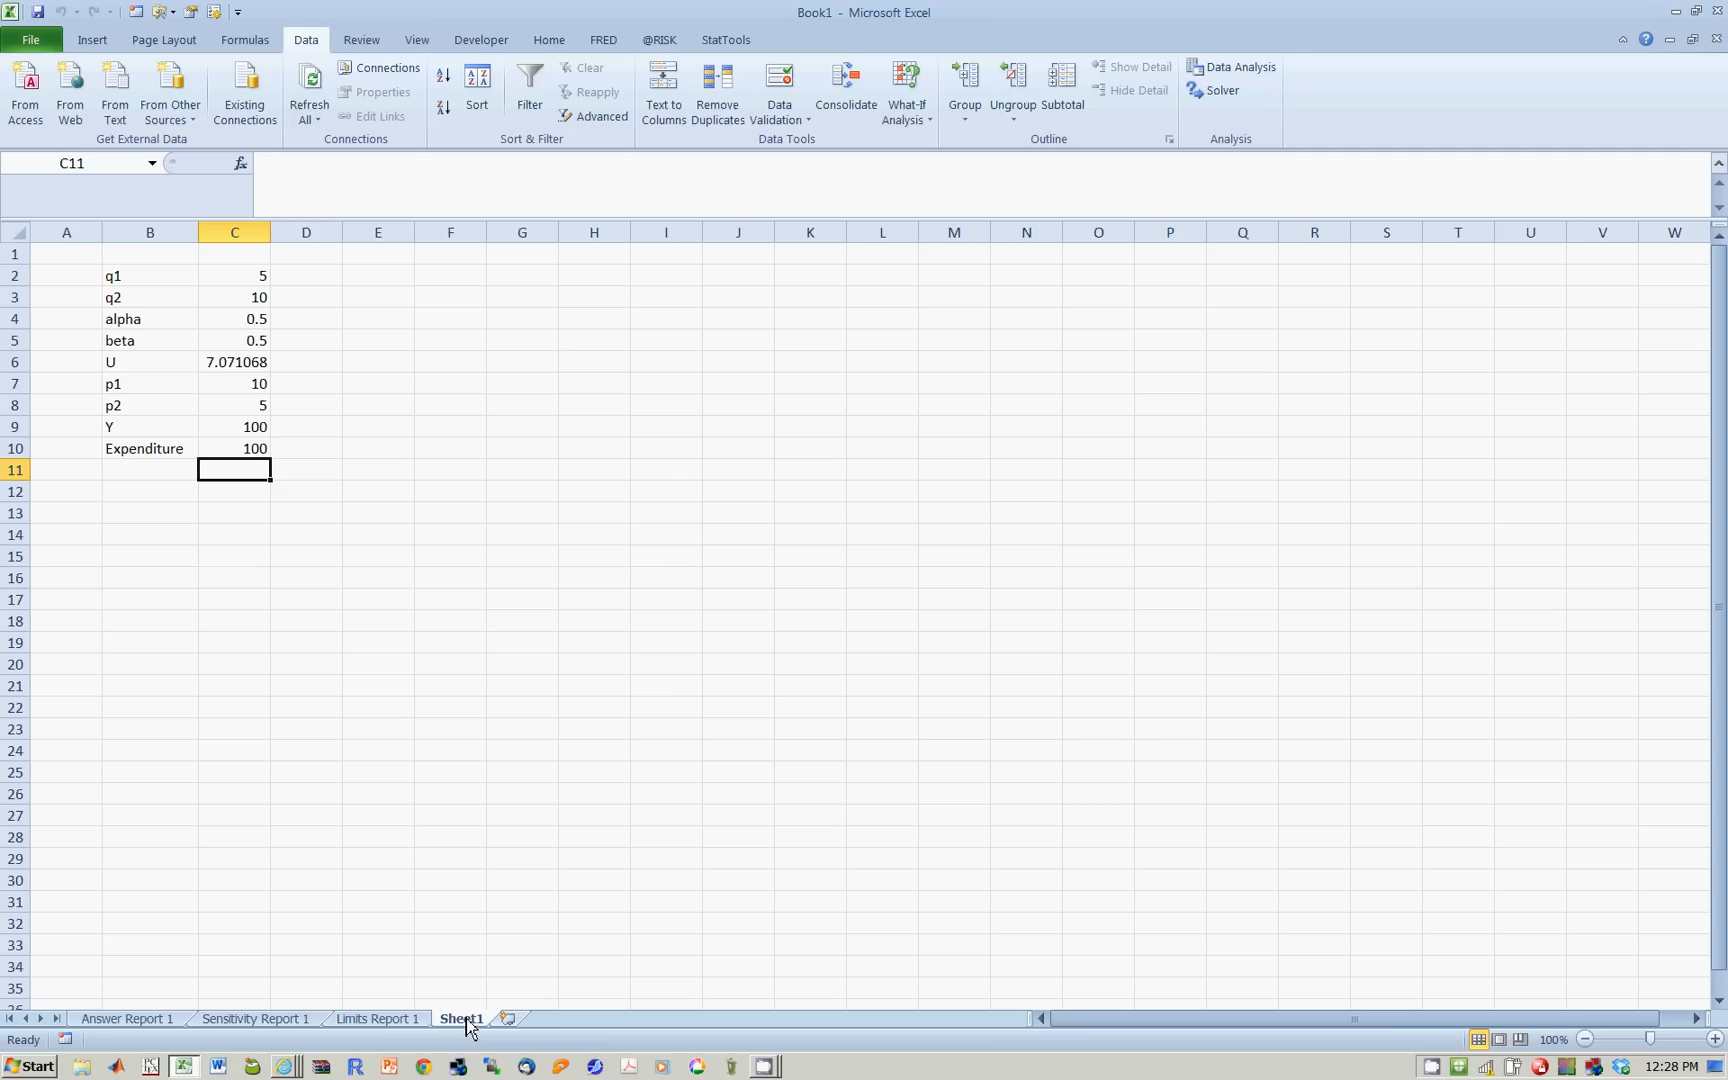 Book1 - Microsoft Excel
File Insert Page Layout Formulas Data Review View Developer Home FRED @RISK StatTools
From Access
From Web
From Text
From Other Sources
Existing Connections
Get External Data
Refresh All
Connections
Properties
Edit Links
Connections
Sort
Filter
Clear
Reapply
Advanced
Sort & Filter
Text to Columns
Remove Duplicates
Data Validation
Consolidate
What-If Analysis
Data Tools
Group
Ungroup
Subtotal
Show Detail
Hide Detail
Outline
Data Analysis
Solver
Analysis
C11 fx
A B C D E F G H I J K L M N O P Q R S T U V W
1
2 q1 5
3 q2 10
4 alpha 0.5
5 beta 0.5
6 U 7.071068
7 p1 10
8 p2 5
9 Y 100
10 Expenditure 100
11
12
13
14
15
16
17
18
19
20
21
22
23
24
25
26
27
28
29
30
31
32
33
34
35
Answer Report 1 Sensitivity Report 1 Limits Report 1 Sheet1
Ready 100%
Start 12:28 PM